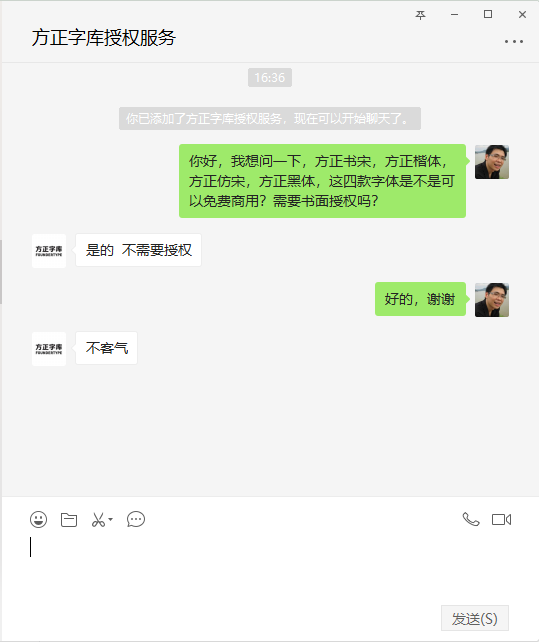 方正字库授权服务
16:36
你已添加了方正字库授权服务，现在可以开始聊天了。
你好，我想问一下，方正书宋，方正楷体，
方正仿宋，方正黑体，这四款字体是不是可
以免费商用？需要书面授权吗？
方正字库
FOUNDERTYPE
是的 不需要授权
好的，谢谢
方正字库
FOUNDERTYPE
不客气
发送(S)